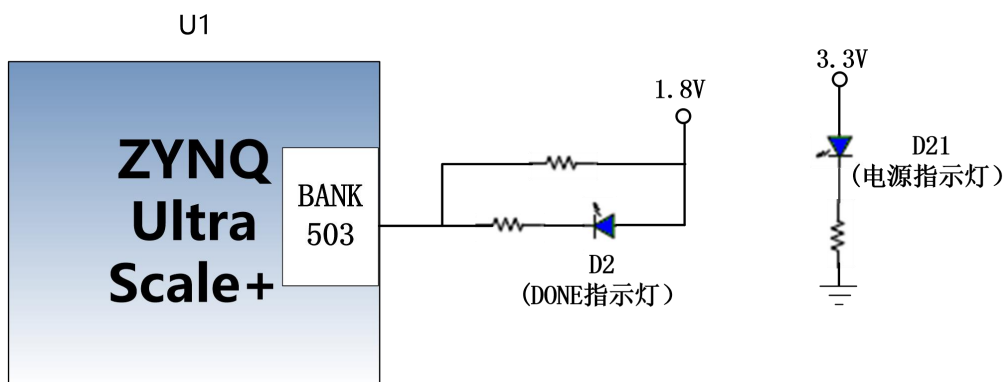 U1
ZYNQ
Ultra
Scale+
BANK
503
1.8V
D2
(DONE指示灯）
3.3V
D21
(电源指示灯)